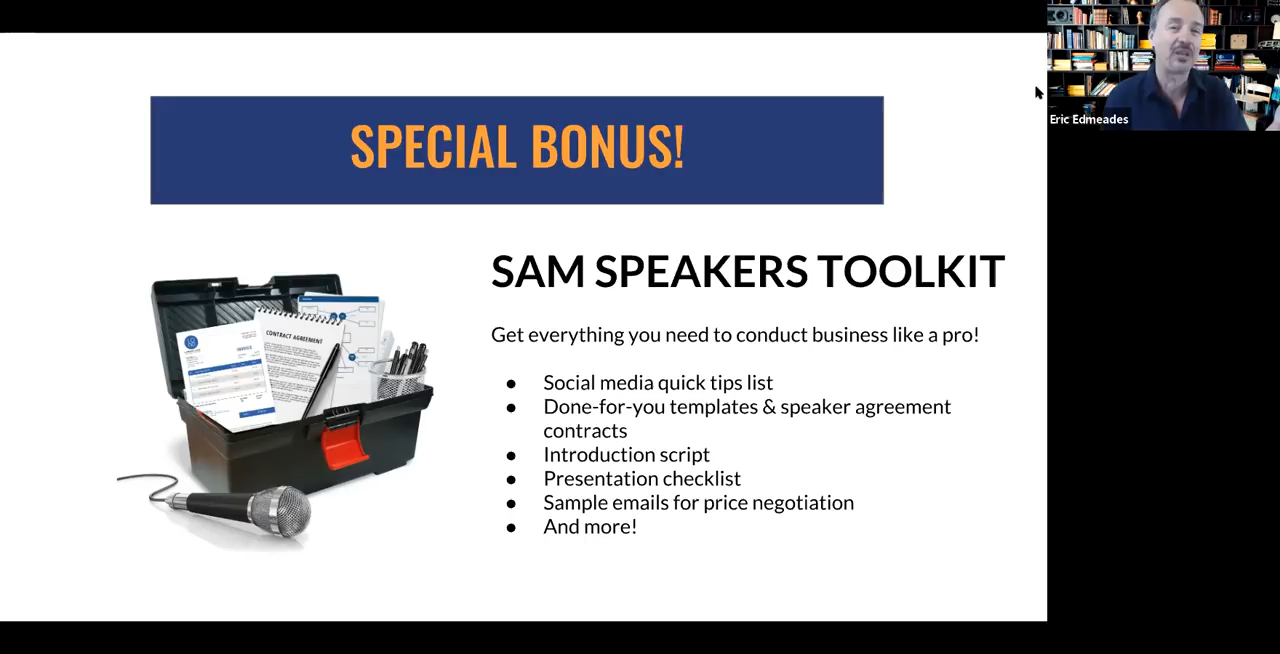 SPECIAL BONUS!
Eric Edmeades
SAM SPEAKERS TOOLKIT
Get everything you need to conduct business like a pro!
● Social media quick tips list
● Done-for-you templates & speaker agreement
contracts
● Introduction script
● Presentation checklist
● Sample emails for price negotiation
● And more!
CONTRACT AGREEMENT
INVOICE